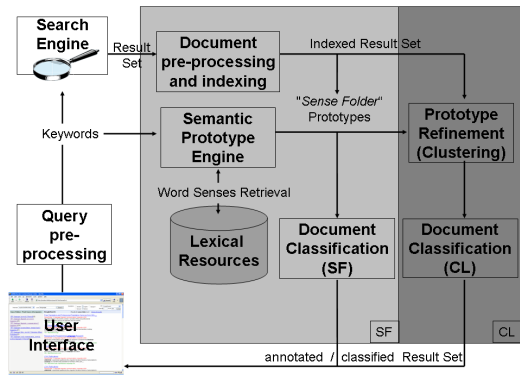 Search
Engine
Result
Set
Document
pre-processing
and indexing
Indexed Result Set
"Sense Folder"
Prototypes
Keywords
Semantic
Prototype
Engine
Prototype
Refinement
(Clustering)
Word Senses Retrieval
Query
pre-
processing
Lexical
Resources
Document
Classification
(SF)
Document
Classification
(CL)
User
Interface
SF
CL
annotated / classified Result Set